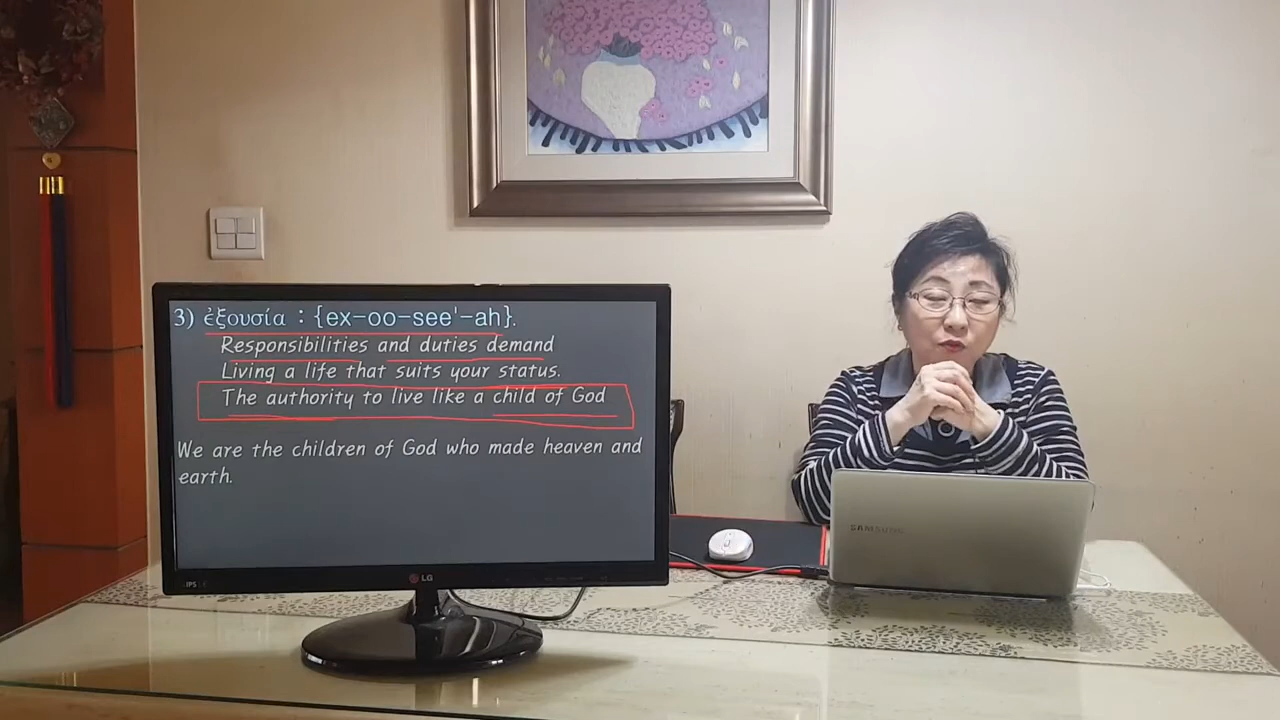 3) ἐξουσία : {ex-oo-see'-ah}.
Responsibilities and duties demand
Living a life that suits your status.
The authority to live like a child of God
We are the children of God who made heaven and
earth.
IPS
LG
SAMSUNG